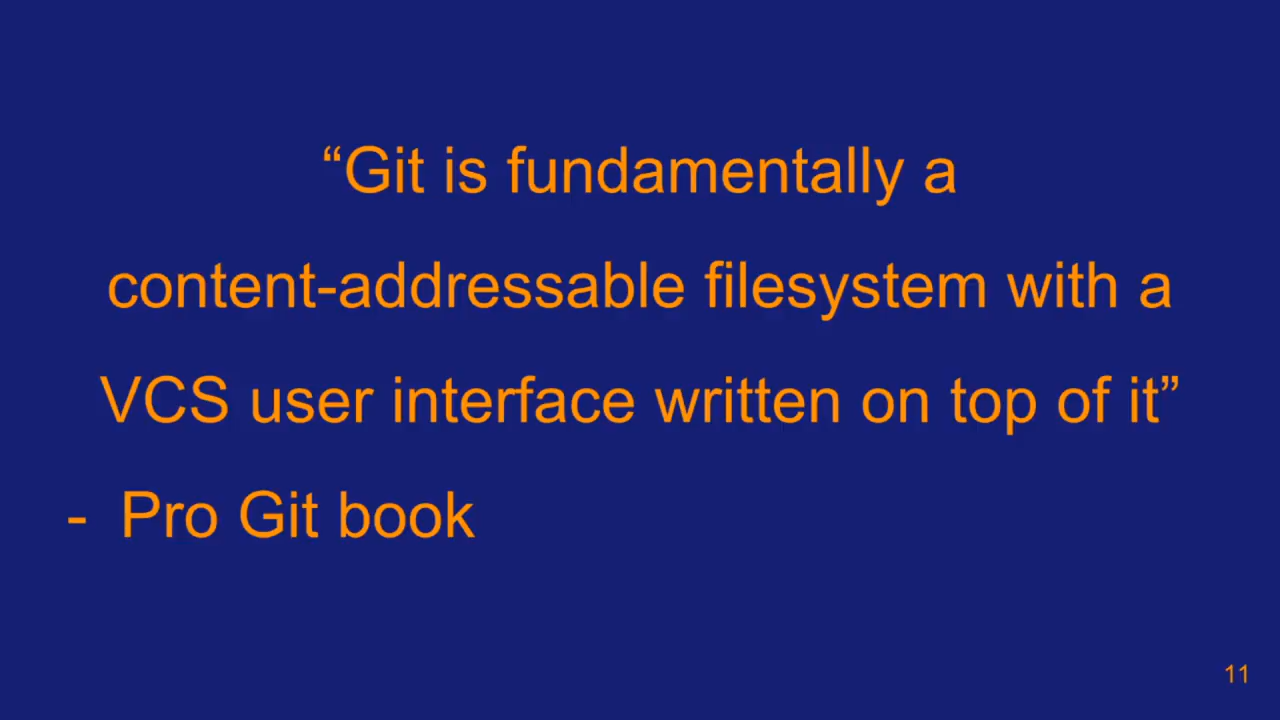 “Git is fundamentally a
content-addressable filesystem with a
VCS user interface written on top of it”
- Pro Git book
11